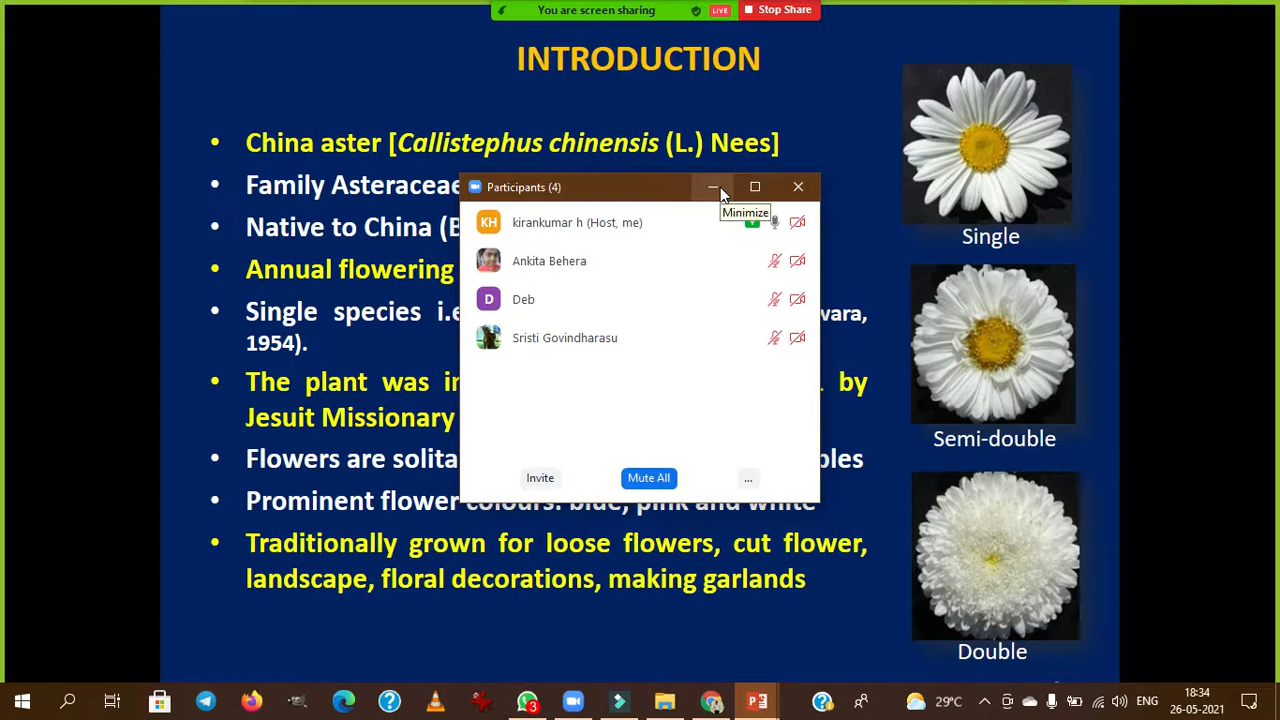 You are screen sharing
LIVE
Stop Share
INTRODUCTION
• China aster [Callistephus chinensis (L.) Nees]
• Family Asteraceae
• Native to China (B
• Annual flowering
• Single species i.e wara,
1954).
• The plant was in by
Jesuit Missionary
• Flowers are solita bles
• Prominent flower colours: blue, pink and white
• Traditionally grown for loose flowers, cut flower,
landscape, floral decorations, making garlands
Participants (4)
Minimize
KH kirankumar h (Host, me)
Ankita Behera
D Deb
Sristi Govindharasu
Invite
Mute All
...
Single
Semi-double
Double
3
29°C
ENG
18:34
26-05-2021